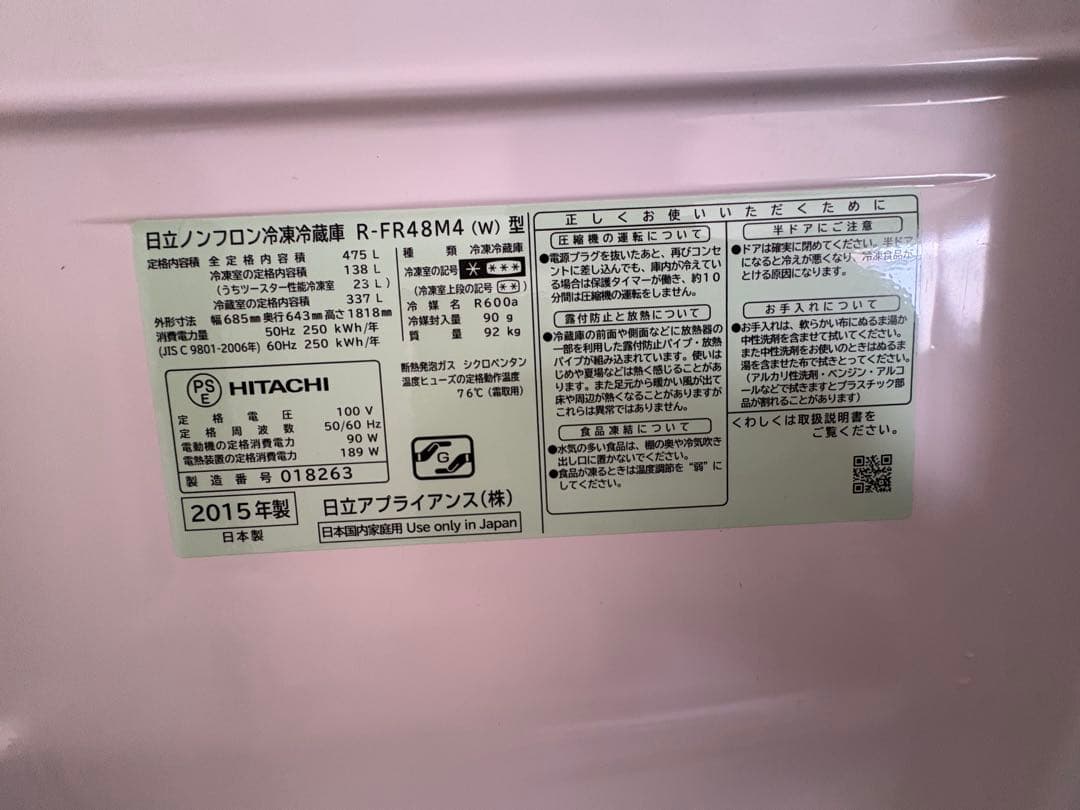 日立ノンフロン冷凍冷蔵庫 R-FR48M4 (W) 型
定格内容積 全定格内容積 475 L
冷凍室の定格内容積 138 L
(うちツースター性能冷凍室 23 L)
冷蔵室の定格内容積 337 L
外形寸法 幅685mm 奥行643mm 高さ1818mm
消費電力量 50Hz 250 kWh/年
(JIS C 9801-2006年) 60Hz 250 kWh/年
種類 冷凍冷蔵庫
冷凍室の記号 * ***
(冷凍室上段の記号 **)
冷媒名 R600a
冷媒封入量 90 g
質量 92 kg
断熱発泡ガス シクロペンタン
温度ヒューズの定格動作温度
76℃(霜取用)
PS
E
HITACHI
定格電圧 100 V
定格周波数 50/60 Hz
電動機の定格消費電力 90 W
電熱装置の定格消費電力 189 W
製造番号 018263
G
2015年製
日本製
日立アプライアンス(株)
日本国内家庭用 Use only in Japan
正しくお使いいただくために
圧縮機の運転について
●電源プラグを抜いたあと、再びコンセ
ントに差し込んでも、庫内が冷えてい
る場合は保護タイマーが働き、約10
分間は圧縮機の運転をしません。
露付防止と放熱について
●冷蔵庫の前面や側面などに放熱器の
一部を利用した露付防止パイプ・放熱
パイプが組み込まれています。使いは
じめや夏場などは熱く感じることがあ
ります。また足元から暖かい風が出て
床や周辺が熱くなることがありますが
これらは異常ではありません。
食品凍結について
●水気の多い食品は、棚の奥や冷気吹き
出し口に置かないでください。
●食品が凍るときは温度調節を“弱”に
してください。
半ドアにご注意
●ドアは確実に閉めてください。半ドア
になると冷えが悪くなり、冷凍食品が
とける原因になります。
お手入れについて
●お手入れは、軟らかい布にぬるま湯か
中性洗剤を含ませて拭いてください。
また中性洗剤をお使いのときはぬるま
湯を含ませた布で拭きとってください。
(アルカリ性洗剤・ベンジン・アルコ
ールなどで拭きますとプラスチック部
品が割れることがあります)
くわしくは取扱説明書を
ご覧ください。